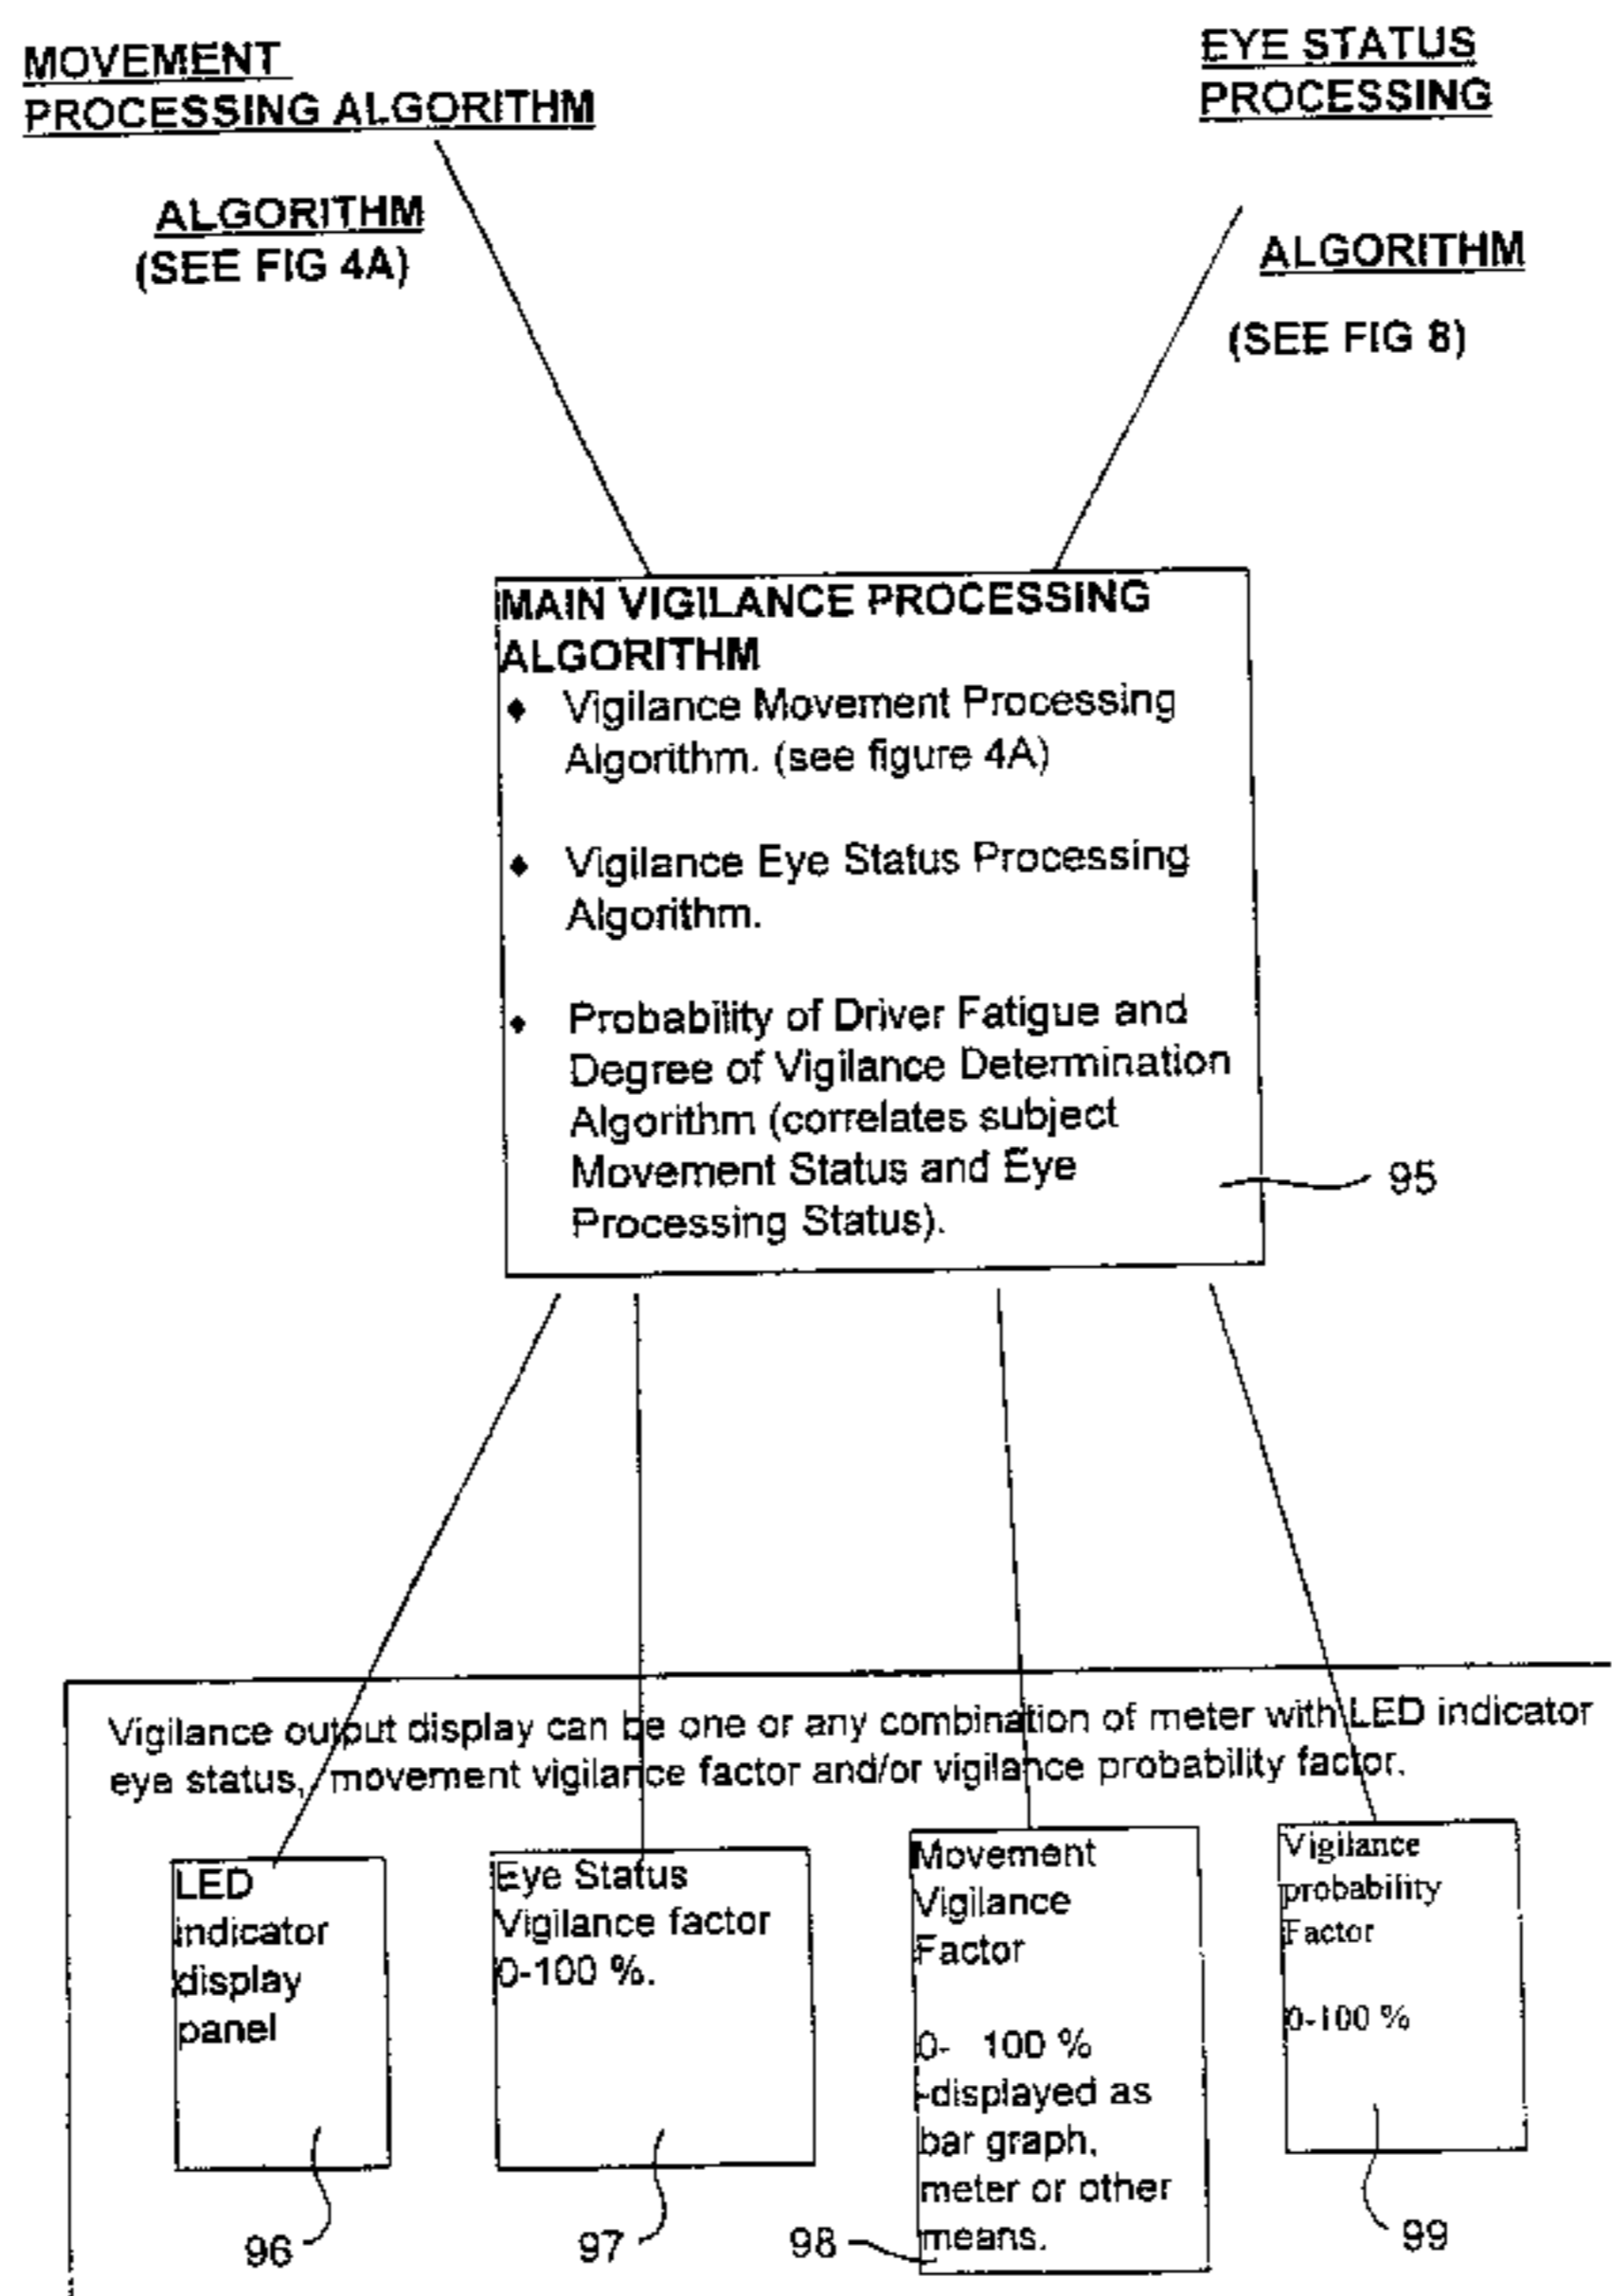 MOVEMENT
PROCESSING ALGORITHM
ALGORITHM
(SEE FIG 4A)
EYE STATUS
PROCESSING
ALGORITHM
(SEE FIG 8)
MAIN VIGILANCE PROCESSING
ALGORITHM
♦ Vigilance Movement Processing
Algorithm. (see figure 4A)
♦ Vigilance Eye Status Processing
Algorithm.
♦ Probability of Driver Fatigue and
Degree of Vigilance Determination
Algorithm (correlates subject
Movement Status and Eye
Processing Status).
95
Vigilance output display can be one or any combination of meter with LED indicator
eye status, movement vigilance factor and/or vigilance probability factor.
LED
indicator
display
panel
96
Eye Status
Vigilance factor
0-100 %.
97
Movement
Vigilance
Factor
0- 100 %
-displayed as
bar graph,
meter or other
means.
98
Vigilance
probability
Factor
0-100 %
99